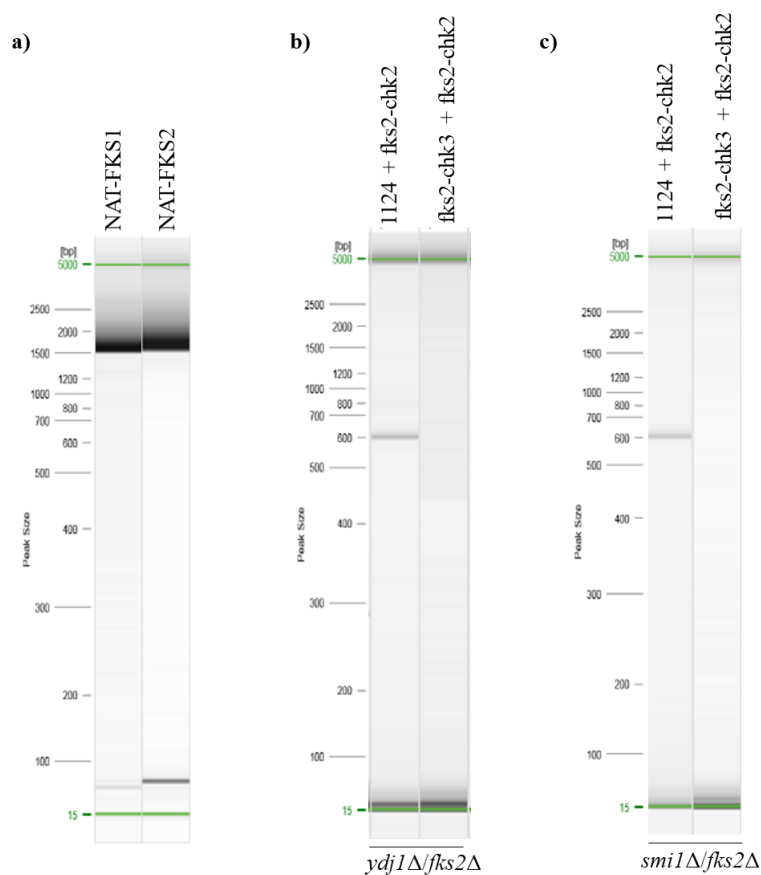 a)
NAT-FKS1
NAT-FKS2
[bp]
5000
2500
2000
1500
1200
1000
800
700
600
500
400
300
200
100
15
Peak Size
b)
1124 + fks2-chk2
fks2-chk3 + fks2-chk2
[bp]
5000
2500
2000
1500
1200
1000
800
700
600
500
400
300
200
100
15
Peak Size
ydj1Δ/fks2Δ
c)
1124 + fks2-chk2
fks2-chk3 + fks2-chk2
[bp]
5000
2500
2000
1500
1200
1000
800
700
600
500
400
300
200
100
15
Peak Size
smi1Δ/fks2Δ